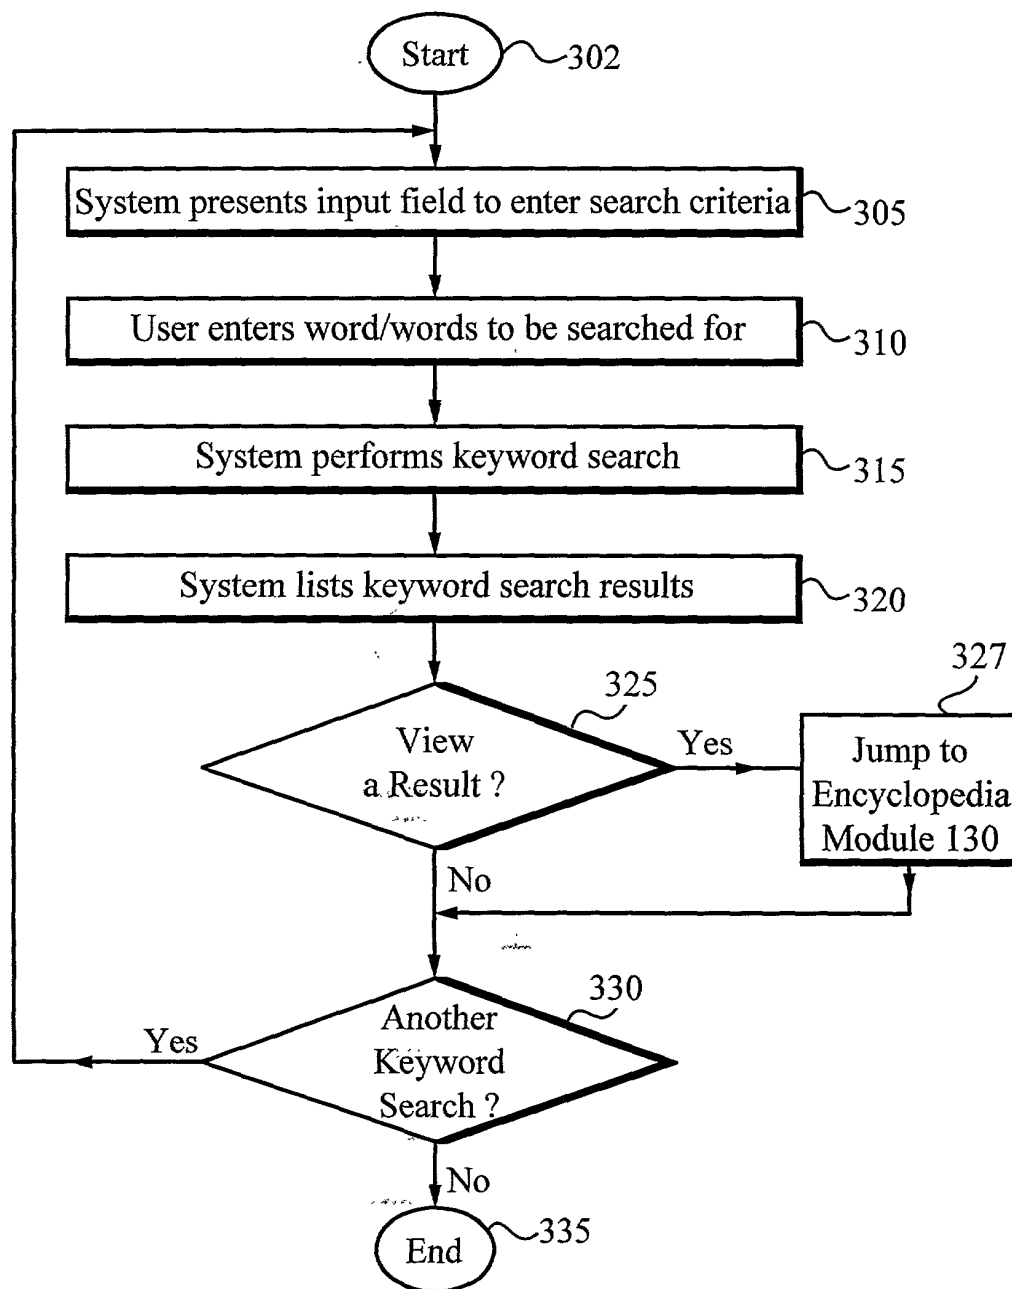 Start
302
System presents input field to enter search criteria
305
User enters word/words to be searched for
310
System performs keyword search
315
System lists keyword search results
320
325
327
View
a Result ?
Yes
Jump to
Encyclopedia
Module 130
No
330
Another
Keyword
Search ?
Yes
No
End
335